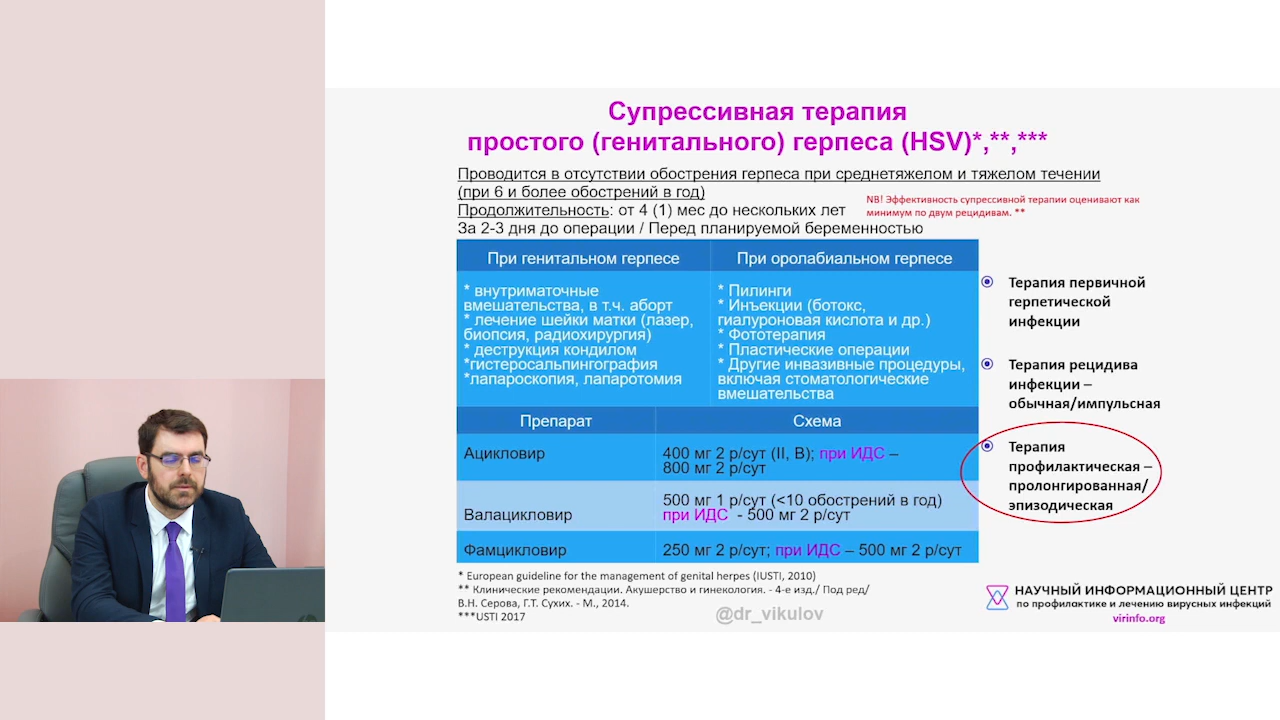 Супрессивная терапия
простого (генитального) герпеса (HSV)*,**,***
Проводится в отсутствии обострения герпеса при среднетяжелом и тяжелом течении
(при 6 и более обострений в год)
Продолжительность: от 4 (1) мес до нескольких лет
За 2-3 дня до операции / Перед планируемой беременностью
NB! Эффективность супрессивной терапии оценивают как
минимум по двум рецидивам. **
При генитальном герпесе
* внутриматочные
вмешательства, в т.ч. аборт
* лечение шейки матки (лазер,
биопсия, радиохирургия)
* деструкция кондилом
*гистеросальпингография
*лапароскопия, лапаротомия
При оролабиальном герпесе
* Пилинги
* Инъекции (ботокс,
гиалуроновая кислота и др.)
* Фототерапия
* Пластические операции
* Другие инвазивные процедуры,
включая стоматологические
вмешательства
Препарат
Схема
Ацикловир
400 мг 2 р/сут (II, B); при ИДС –
800 мг 2 р/сут
Валацикловир
500 мг 1 р/сут (<10 обострений в год)
при ИДС - 500 мг 2 р/сут
Фамцикловир
250 мг 2 р/сут; при ИДС – 500 мг 2 р/сут
Терапия первичной
герпетической
инфекции
Терапия рецидива
инфекции –
обычная/импульсная
Терапия
профилактическая –
пролонгированная/
эпизодическая
* European guideline for the management of genital herpes (IUSTI, 2010)
** Клинические рекомендации. Акушерство и гинекология. - 4-е изд./ Под ред/
В.Н. Серова, Г.Т. Сухих. - М., 2014.
***USTI 2017
@dr_vikulov
НАУЧНЫЙ ИНФОРМАЦИОННЫЙ ЦЕНТР
по профилактике и лечению вирусных инфекций
virinfo.org